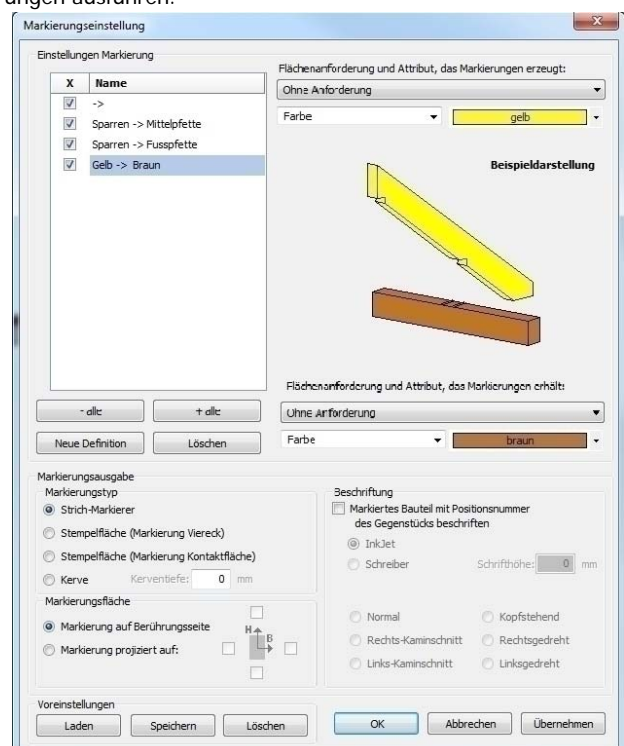 ungen ausführen.
Markierungseinstellung
Einstellungen Markierung
X Name
->
Sparren -> Mittelpfette
Sparren -> Fusspfette
Gelb -> Braun
- alle + alle
Neue Definition Löschen
Flächenanforderung und Attribut, das Markierungen erzeugt:
Ohne Anforderung
Farbe gelb
Beispieldarstellung
Flächenanforderung und Attribut, das Markierungen erhält:
Ohne Anforderung
Farbe braun
Markierungsausgabe
Markierungstyp
Strich-Markierer
Stempelfläche (Markierung Viereck)
Stempelfläche (Markierung Kontaktfläche)
Kerve Kerventiefe: 0 mm
Markierungsfläche
Markierung auf Berührungsseite
Markierung projiziert auf:
H
B
Beschriftung
Markiertes Bauteil mit Positionsnummer
des Gegenstücks beschriften
InkJet
Schreiber Schrifthöhe: 0 mm
Normal Kopfstehend
Rechts-Kaminschnitt Rechtsgedreht
Links-Kaminschnitt Linksgedreht
Voreinstellungen
Laden Speichern Löschen
OK Abbrechen Übernehmen